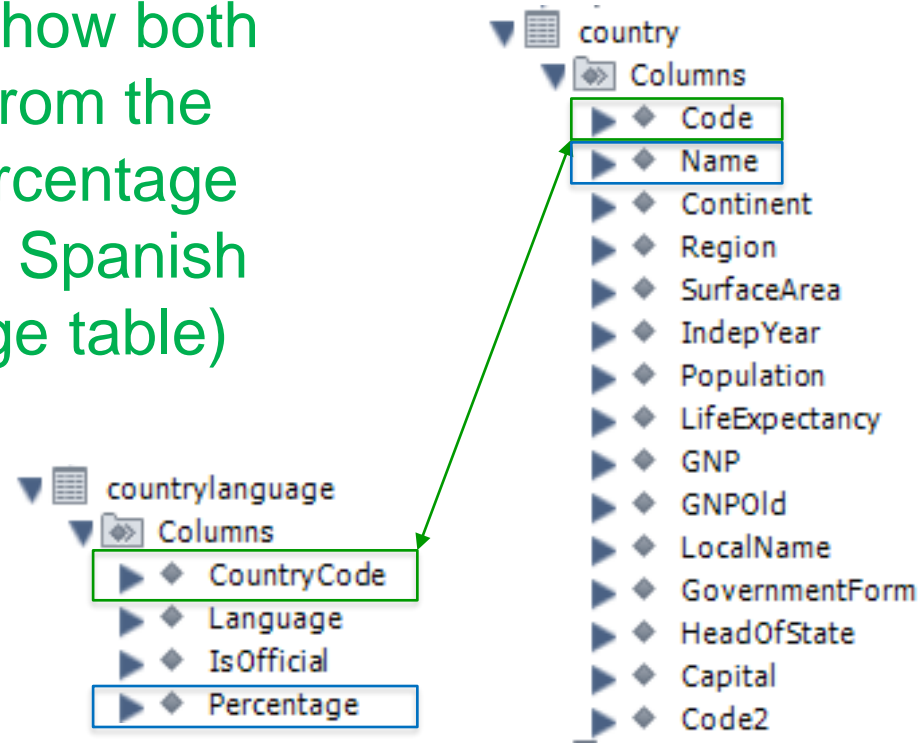 how both
rom the
rcentage
Spanish
ge table)
country
Columns
Code
Name
Continent
Region
SurfaceArea
IndepYear
Population
LifeExpectancy
GNP
GNPOld
LocalName
GovernmentForm
HeadOfState
Capital
Code2
countrylanguage
Columns
CountryCode
Language
IsOfficial
Percentage